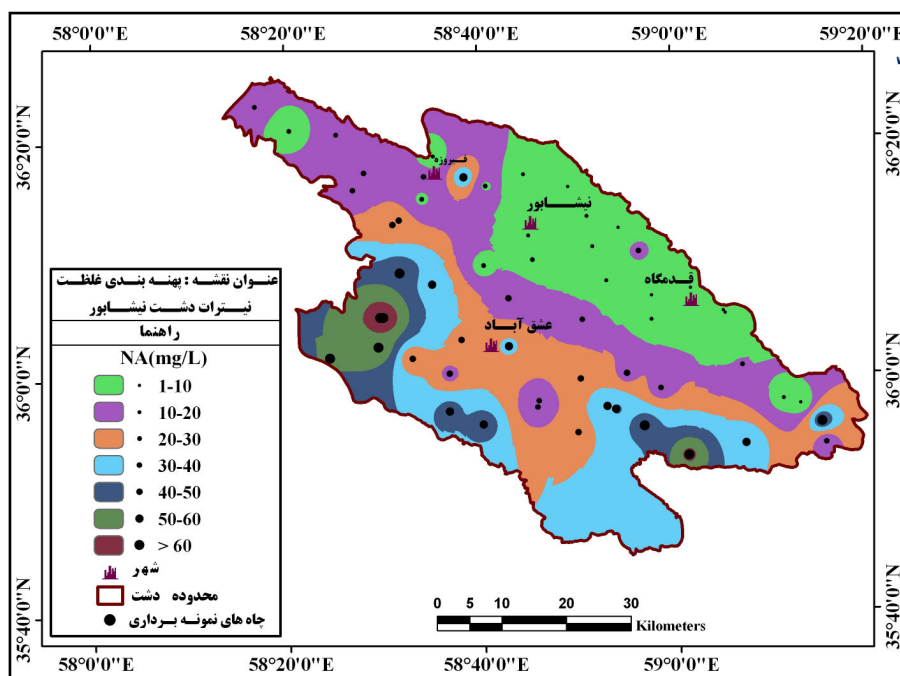 58°0'0"E 58°20'0"E 58°40'0"E 59°0'0"E 59°20'0"E
36°20'0"N
36°0'0"N
35°40'0"N
36°20'0"N
36°0'0"N
35°40'0"N
فیروزه
نیشابور
قدمگاه
عشق آباد
عنوان نقشه : پهنه بندی غلظت
نیترات دشت نیشابور
راهنما
NA(mg/L)
1-10
10-20
20-30
30-40
40-50
50-60
> 60
شهر
محدوده دشت
چاه های نمونه برداری
0 5 10 20 30
Kilometers
58°0'0"E 58°20'0"E 58°40'0"E 59°0'0"E